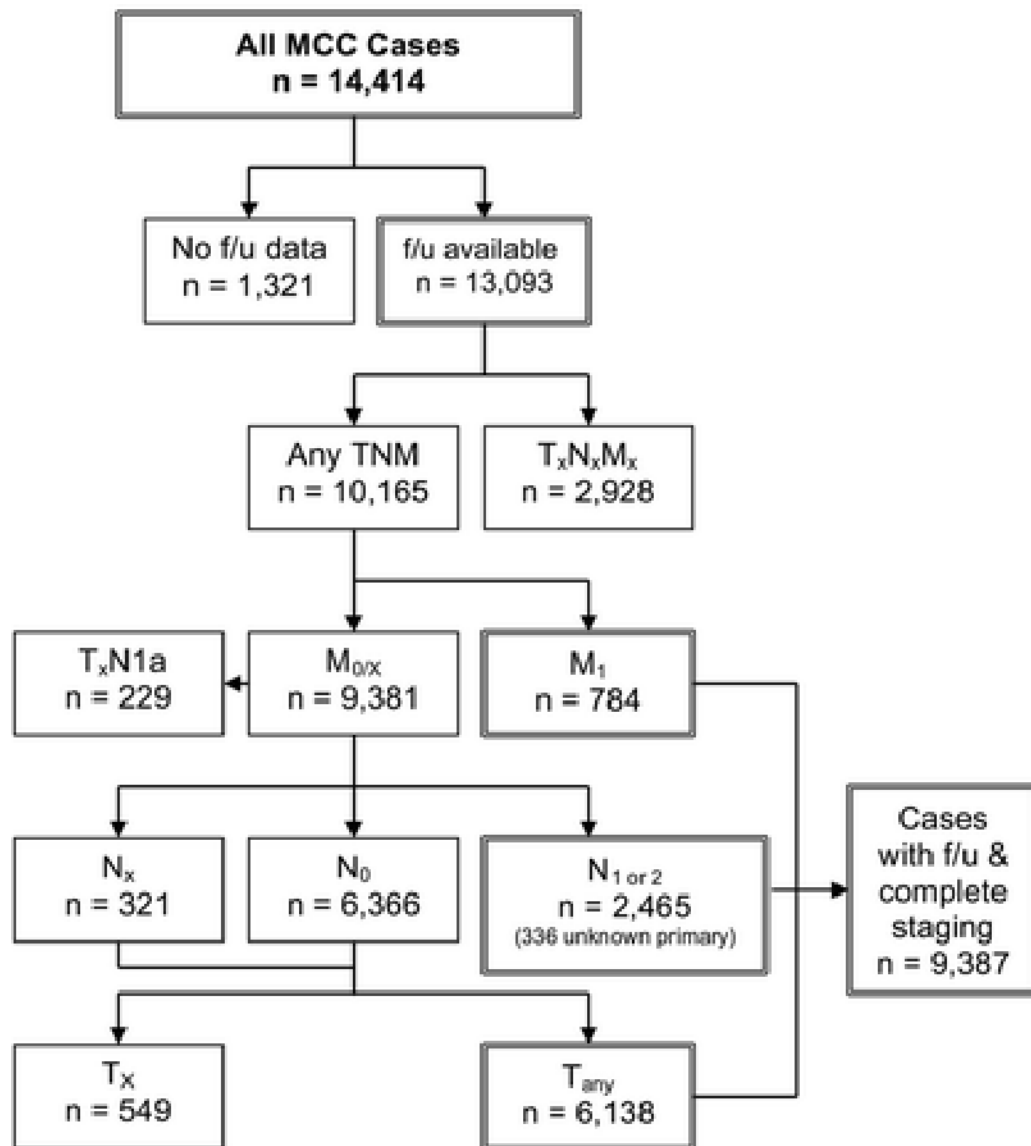 All MCC Cases
n = 14,414
No f/u data
n = 1,321
f/u available
n = 13,093
Any TNM
n = 10,165
TₓNₓMₓ
n = 2,928
TₓN1a
n = 229
M₀/X
n = 9,381
M₁
n = 784
Nₓ
n = 321
N₀
n = 6,366
N₁ or 2
n = 2,465
(336 unknown primary)
Cases
with f/u &
complete
staging
n = 9,387
Tₓ
n = 549
Tany
n = 6,138